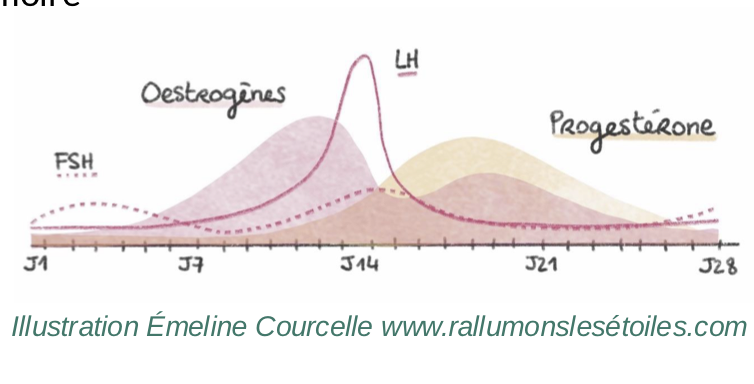 LH
Oestrogènes
Progestérone
FSH
J1 J7 J14 J21 J28
Illustration Émeline Courcelle www.rallumonslesétoiles.com